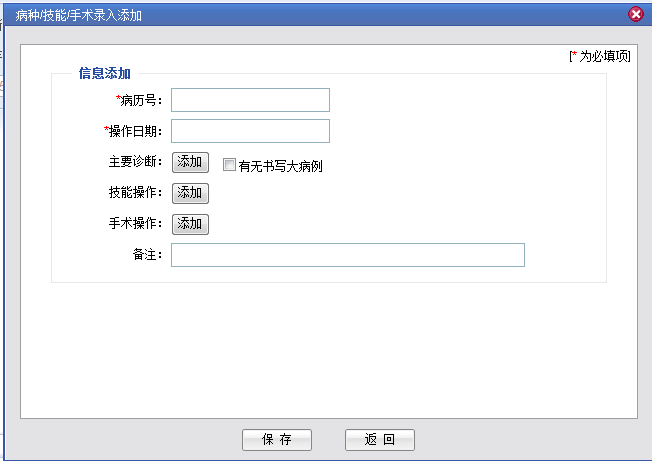 病种/技能/手术录入添加
[* 为必填项]
信息添加
*病历号：
*操作日期：
主要诊断： 添加 有无书写大病例
技能操作： 添加
手术操作： 添加
备注：
保 存 返 回